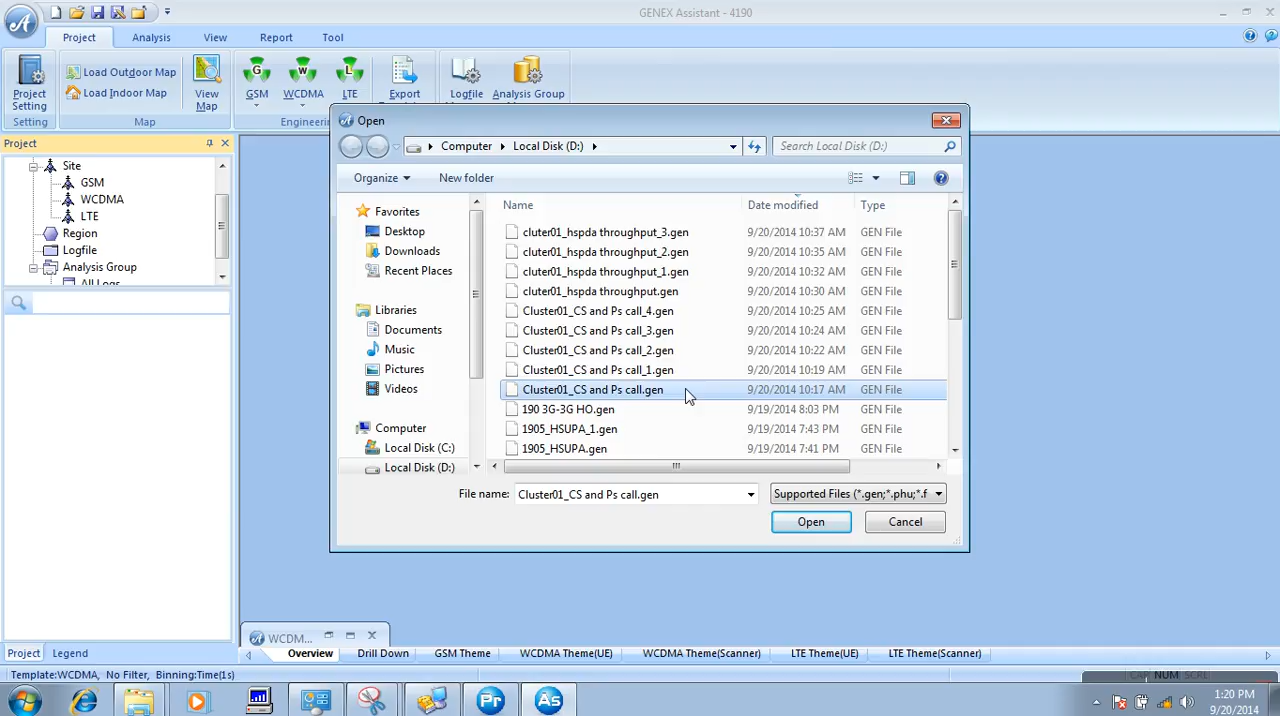 GENEX Assistant - 4190
Project Analysis View Report Tool
Project Setting
Load Outdoor Map
Load Indoor Map
View Map
GSM WCDMA LTE
Export
Logfile
Analysis Group
Setting Map
Project
Site
GSM
WCDMA
LTE
Region
Logfile
Analysis Group
All Logs
Open
Computer Local Disk (D:)
Search Local Disk (D:)
Organize New folder
Favorites
Desktop
Downloads
Recent Places
Libraries
Documents
Music
Pictures
Videos
Computer
Local Disk (C:)
Local Disk (D:)
Name Date modified Type
cluter01_hspda throughput_3.gen 9/20/2014 10:37 AM GEN File
cluter01_hspda throughput_2.gen 9/20/2014 10:35 AM GEN File
cluter01_hspda throughput_1.gen 9/20/2014 10:32 AM GEN File
cluter01_hspda throughput.gen 9/20/2014 10:30 AM GEN File
Cluster01_CS and Ps call_4.gen 9/20/2014 10:25 AM GEN File
Cluster01_CS and Ps call_3.gen 9/20/2014 10:24 AM GEN File
Cluster01_CS and Ps call_2.gen 9/20/2014 10:22 AM GEN File
Cluster01_CS and Ps call_1.gen 9/20/2014 10:19 AM GEN File
Cluster01_CS and Ps call.gen 9/20/2014 10:17 AM GEN File
190 3G-3G HO.gen 9/19/2014 8:03 PM GEN File
1905_HSUPA_1.gen 9/19/2014 7:43 PM GEN File
1905_HSUPA.gen 9/19/2014 7:41 PM GEN File
File name: Cluster01_CS and Ps call.gen
Supported Files (*.gen;*.phu;*.f
Open Cancel
WCDM...
Project Legend
Overview Drill Down GSM Theme WCDMA Theme(UE) WCDMA Theme(Scanner) LTE Theme(UE) LTE Theme(Scanner)
Template:WCDMA, No Filter, Binning:Time(1s)
CAP NUM SCRL
Pr
As
1:20 PM
9/20/2014